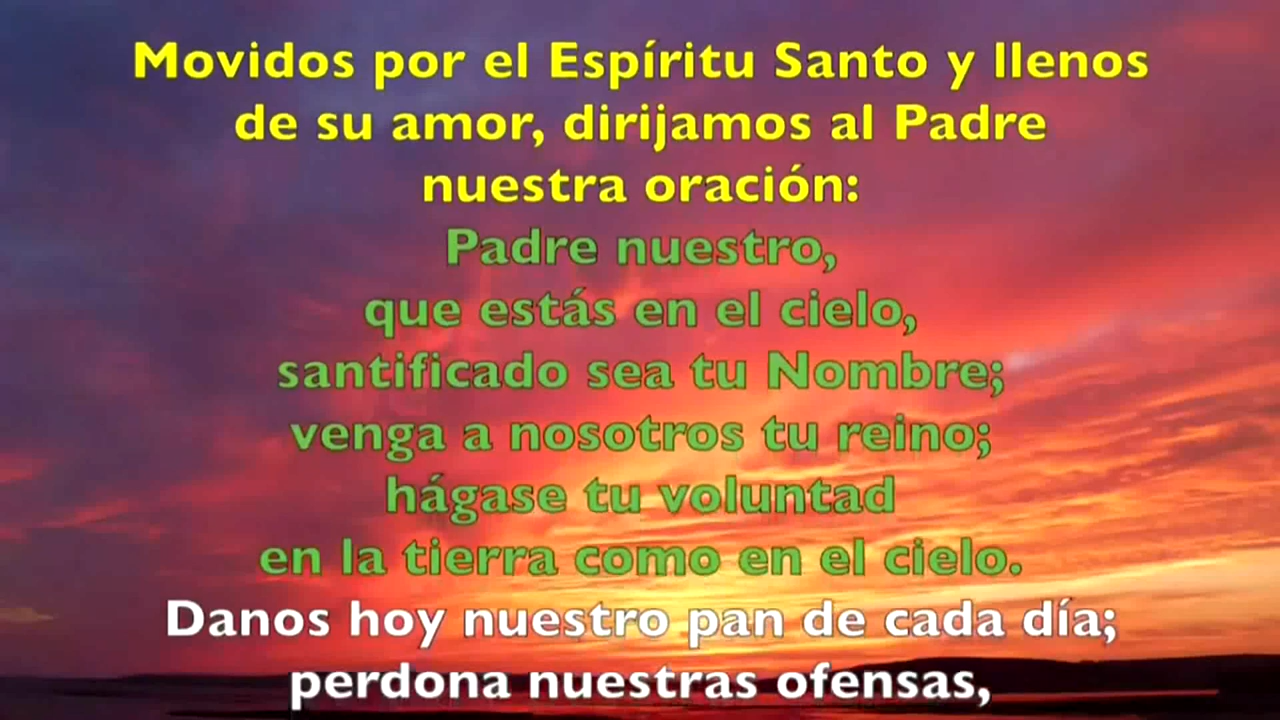 Movidos por el Espíritu Santo y llenos
de su amor, dirijamos al Padre
nuestra oración:
Padre nuestro,
que estás en el cielo,
santificado sea tu Nombre;
venga a nosotros tu reino;
hágase tu voluntad
en la tierra como en el cielo.
Danos hoy nuestro pan de cada día;
perdona nuestras ofensas,